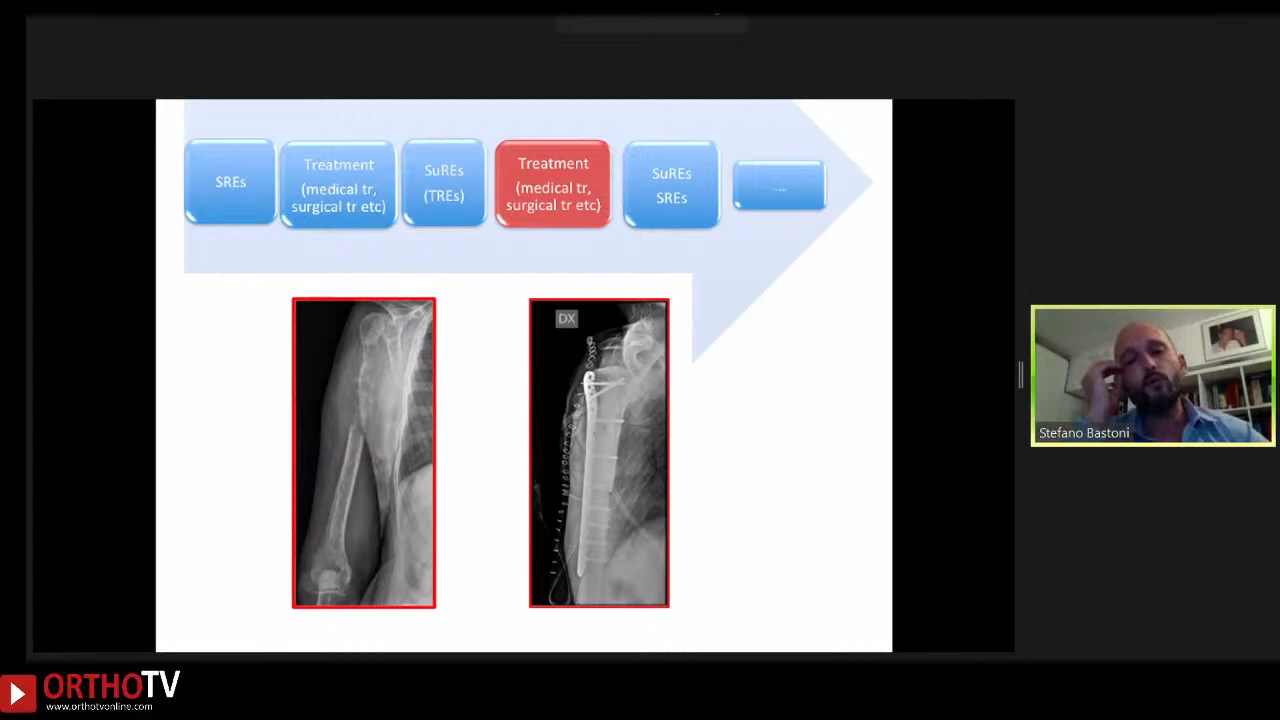 SREs
Treatment
(medical tr,
surgical tr etc)
SuREs
(TREs)
Treatment
(medical tr,
surgical tr etc)
SuREs
SREs
...
DX
Stefano Bastoni
ORTHOTV
www.orthotvonline.com